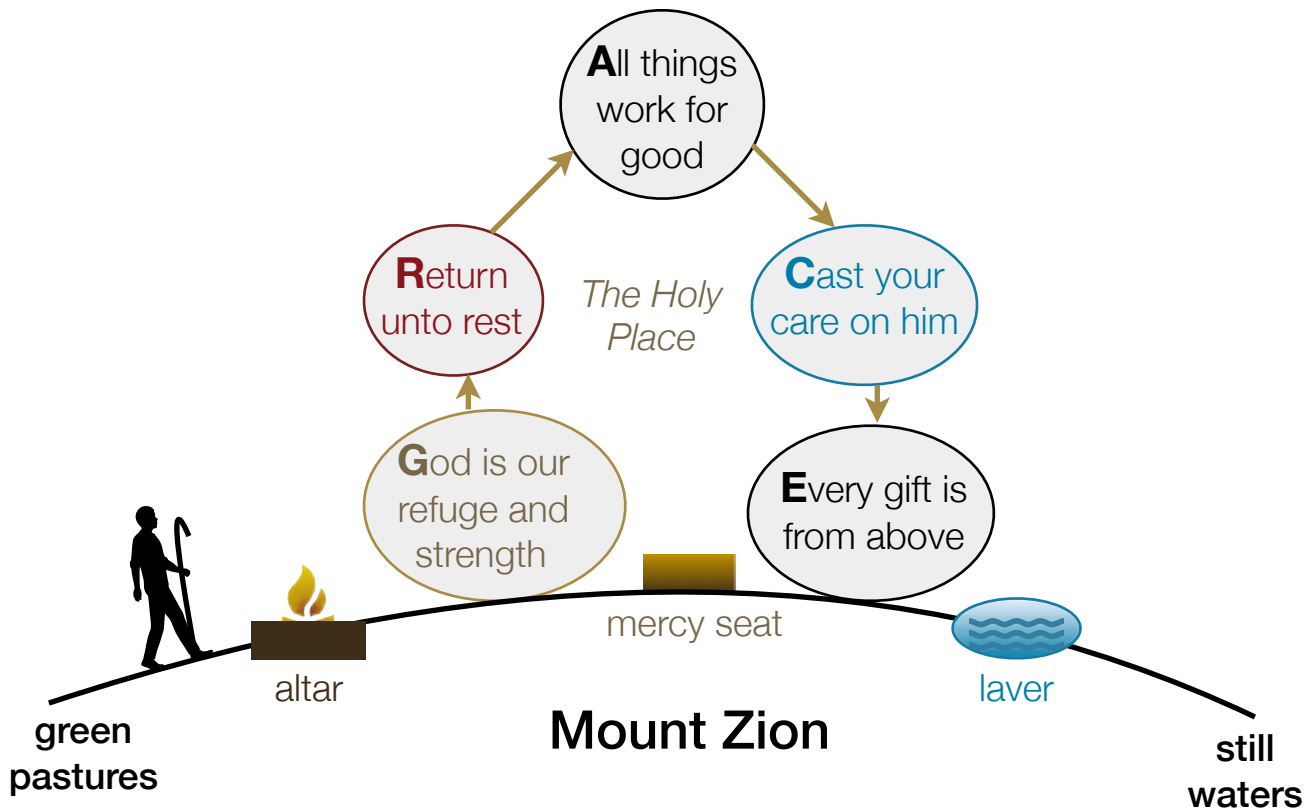 All things
work for
good
Return
unto rest
The Holy
Place
Cast your
care on him
God is our
refuge and
strength
Every gift is
from above
mercy seat
altar
laver
green
pastures
Mount Zion
still
waters